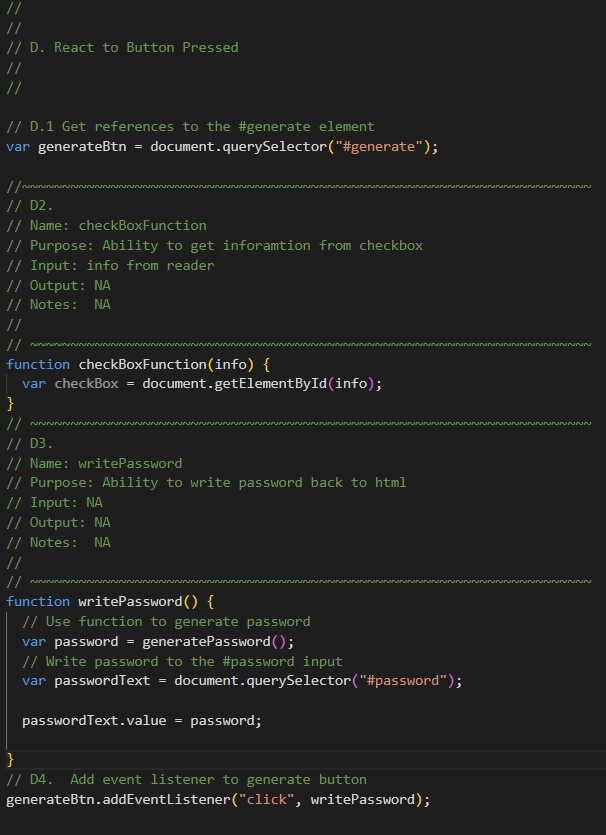 //
//
// D. React to Button Pressed
//
//
// D.1 Get references to the #generate element
var generateBtn = document.querySelector("#generate");
//~~~~~~~~~~~~~~~~~~~~~~~~~~~~~~~~~~~~~~~~~~~~~~~~~~~~~~~~~~~~~~~~~~~~~~~
// D2.
// Name: checkBoxFunction
// Purpose: Ability to get inforamtion from checkbox
// Input: info from reader
// Output: NA
// Notes:  NA
//
// ~~~~~~~~~~~~~~~~~~~~~~~~~~~~~~~~~~~~~~~~~~~~~~~~~~~~~~~~~~~~~~~~~~~~~~
function checkBoxFunction(info) {
  var checkBox = document.getElementById(info);
}
// ~~~~~~~~~~~~~~~~~~~~~~~~~~~~~~~~~~~~~~~~~~~~~~~~~~~~~~~~~~~~~~~~~~~~~~
// D3.
// Name: writePassword
// Purpose: Ability to write password back to html
// Input: NA
// Output: NA
// Notes:  NA
//
// ~~~~~~~~~~~~~~~~~~~~~~~~~~~~~~~~~~~~~~~~~~~~~~~~~~~~~~~~~~~~~~~~~~~~~~
function writePassword() {
  // Use function to generate password
  var password = generatePassword();
  // Write password to the #password input
  var passwordText = document.querySelector("#password");
  passwordText.value = password;
}
// D4.  Add event listener to generate button
generateBtn.addEventListener("click", writePassword);